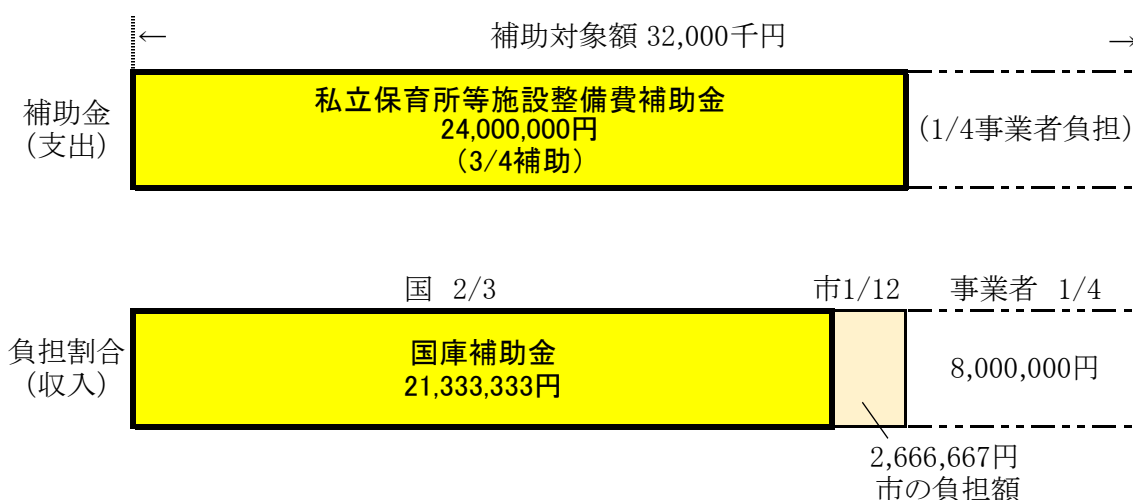 ← 補助対象額 32,000千円 →
補助金
（支出）
私立保育所等施設整備費補助金
24,000,000円
（3/4補助）
（1/4事業者負担）
国 2/3 市1/12 事業者 1/4
負担割合
（収入）
国庫補助金
21,333,333円
8,000,000円
2,666,667円
市の負担額